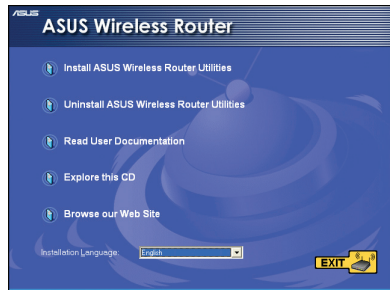 ASUS
ASUS Wireless Router
Install ASUS Wireless Router Utilities
Uninstall ASUS Wireless Router Utilities
Read User Documentation
Explore this CD
Browse our Web Site
Installation Language: English
EXIT